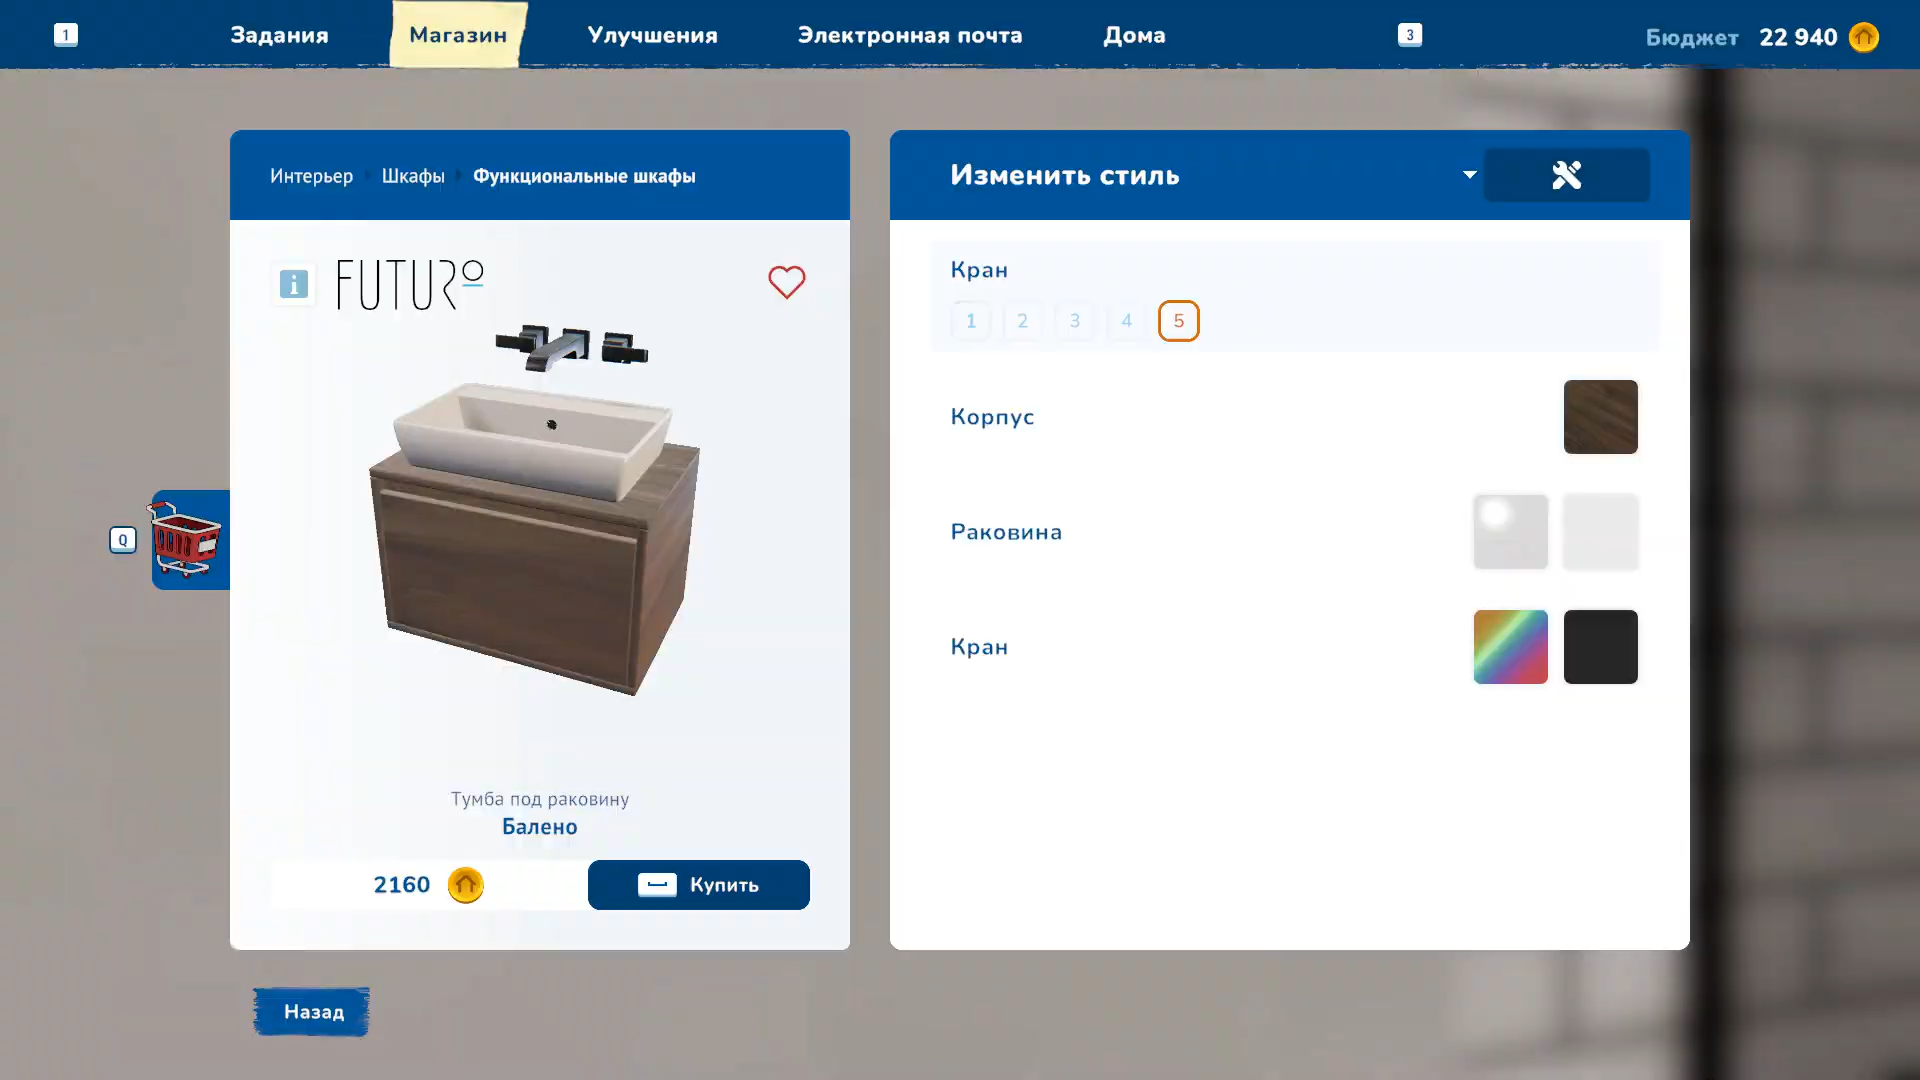 1
Задания
Магазин
Улучшения
Электронная почта
Дома
3
Бюджет 22 940
Интерьер
Шкафы
Функциональные шкафы
i
FUTURO
Q
Тумба под раковину
Балено
2160
Купить
Назад
Изменить стиль
Кран
1 2 3 4 5
Корпус
Раковина
Кран